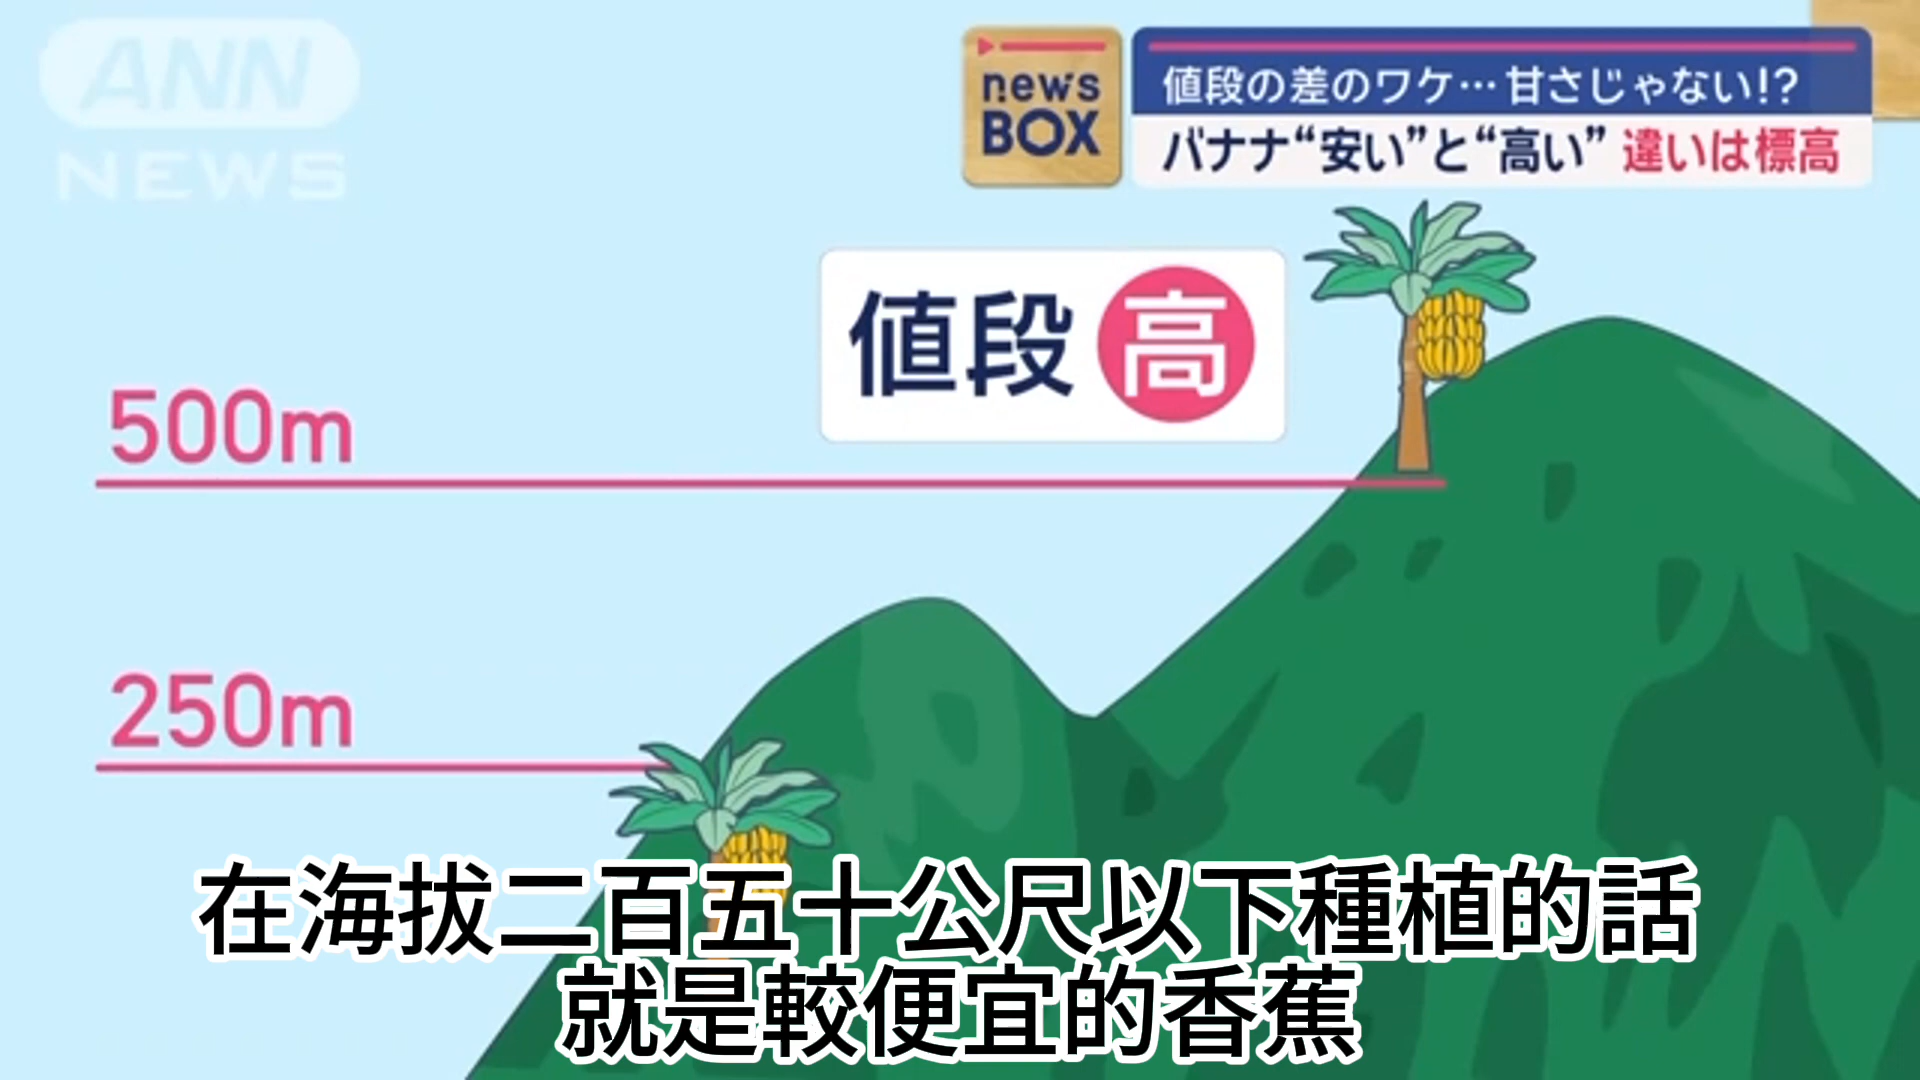 ANN
NEWS
news
BOX
値段の差のワケ…甘さじゃない!?
バナナ“安い”と“高い” 違いは標高
値段 高
500m
250m
在海拔二百五十公尺以下種植的話
就是較便宜的香蕉